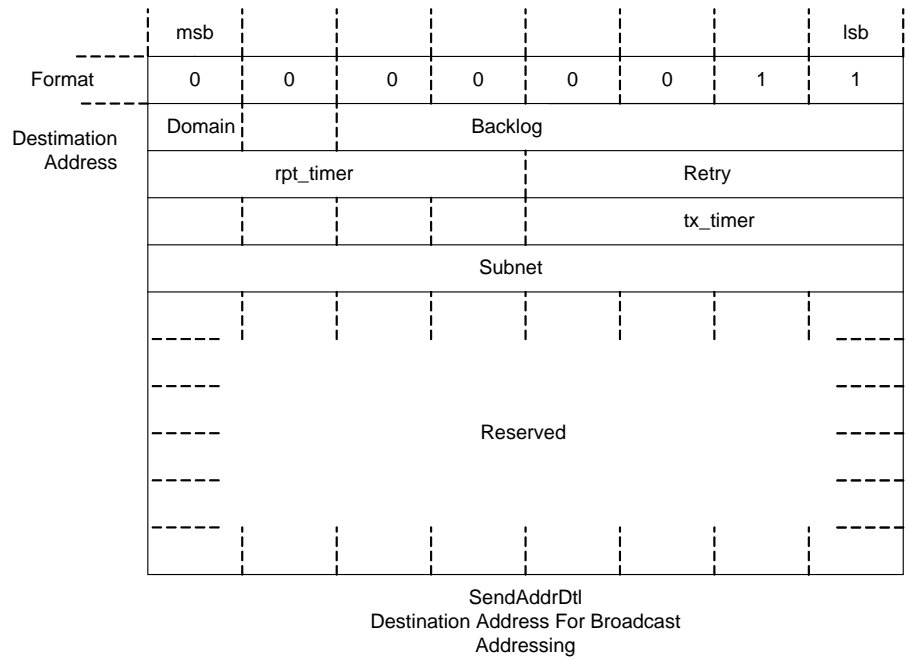 msb lsb
Format 0 0 0 0 0 0 1 1
Domain Backlog
Destimation
Address
rpt_timer Retry
tx_timer
Subnet
Reserved
SendAddrDtl
Destination Address For Broadcast
Addressing